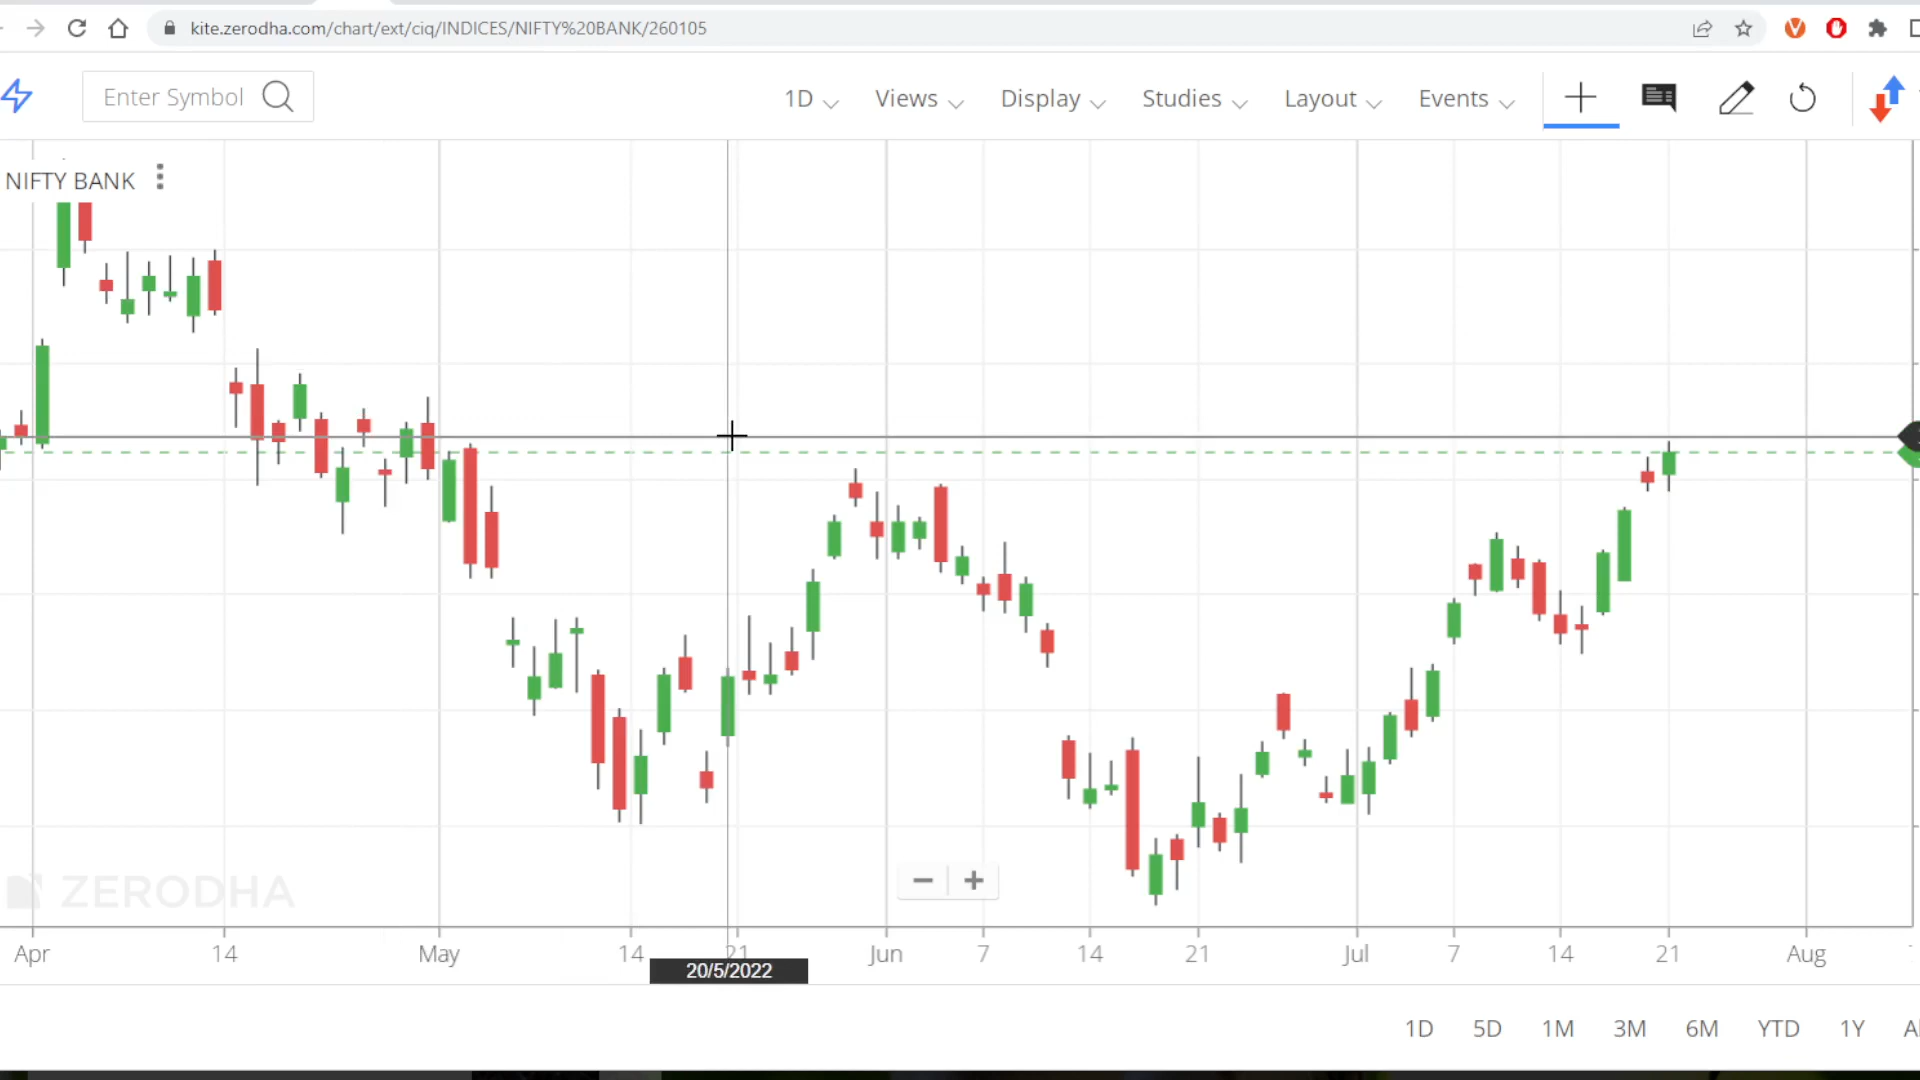 kite.zerodha.com/chart/ext/ciq/INDICES/NIFTY%20BANK/260105
Enter Symbol
1D Views Display Studies Layout Events
NIFTY BANK
ZERODHA
Apr 14 May 14 21 Jun 7 14 21 Jul 7 14 21 Aug
20/5/2022
1D 5D 1M 3M 6M YTD 1Y